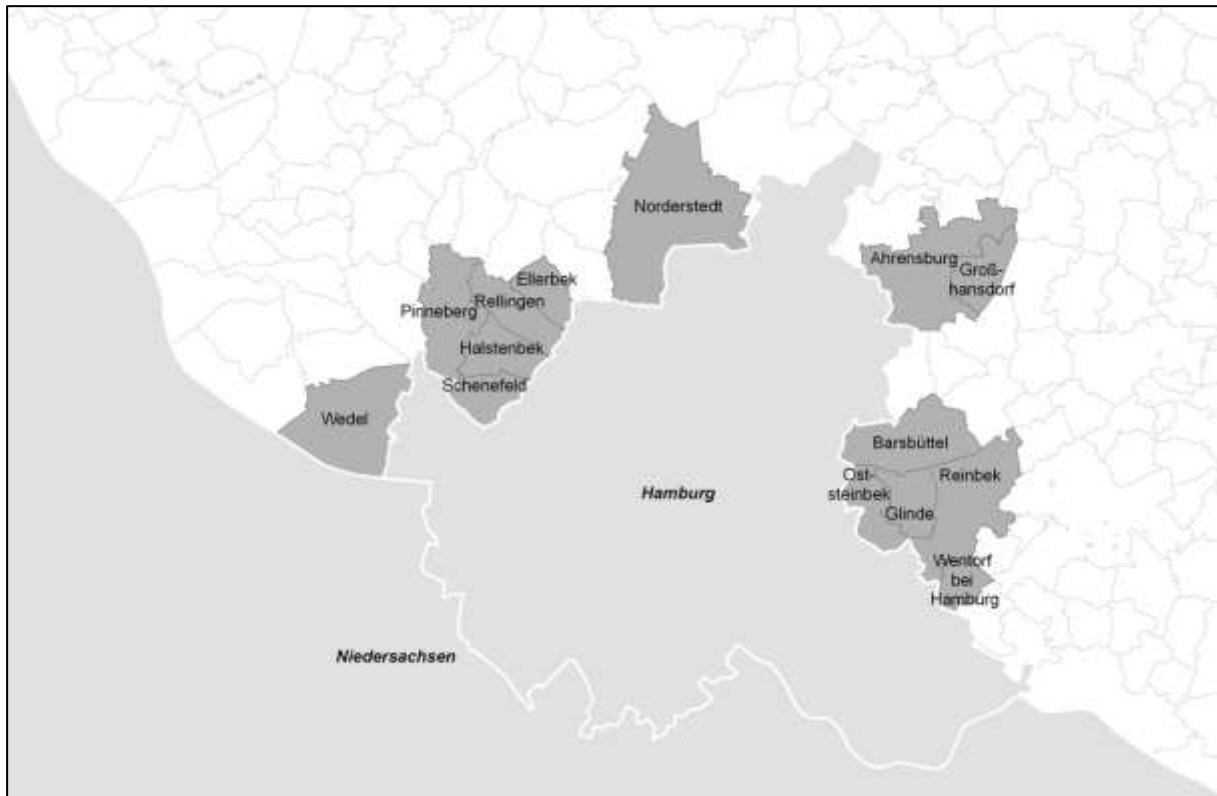 Norderstedt
Ahrensburg
Groß-
hansdorf
Ellerbek
Rellingen
Pinneberg
Halstenbek
Schenefeld
Wedel
Barsbüttel
Reinbek
Ost-
steinbek
Glinde
Hamburg
Wentorf
bei
Hamburg
Niedersachsen